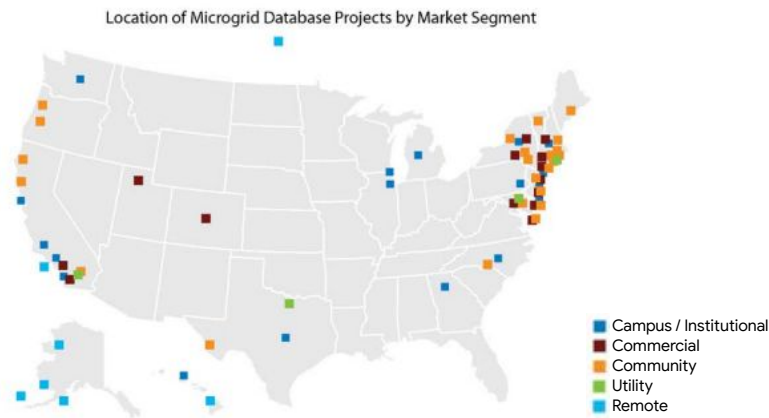 Location of Microgrid Database Projects by Market Segment
Campus / Institutional
Commercial
Community
Utility
Remote